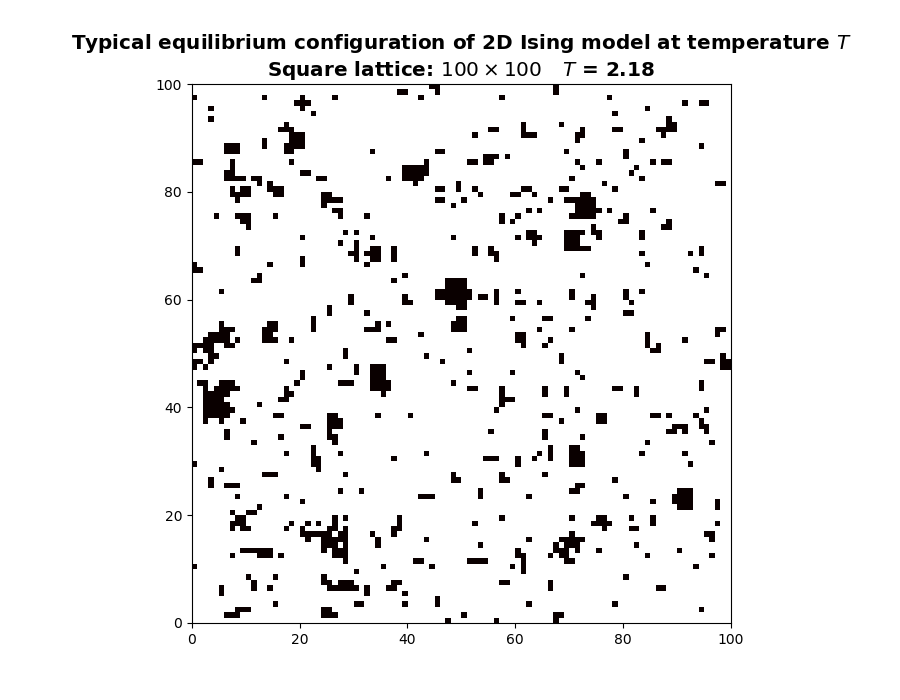 Typical equilibrium configuration of 2D Ising model at temperature T
Square lattice: 100 × 100 T = 2.18
100
80
60
40
20
0
0 20 40 60 80 100